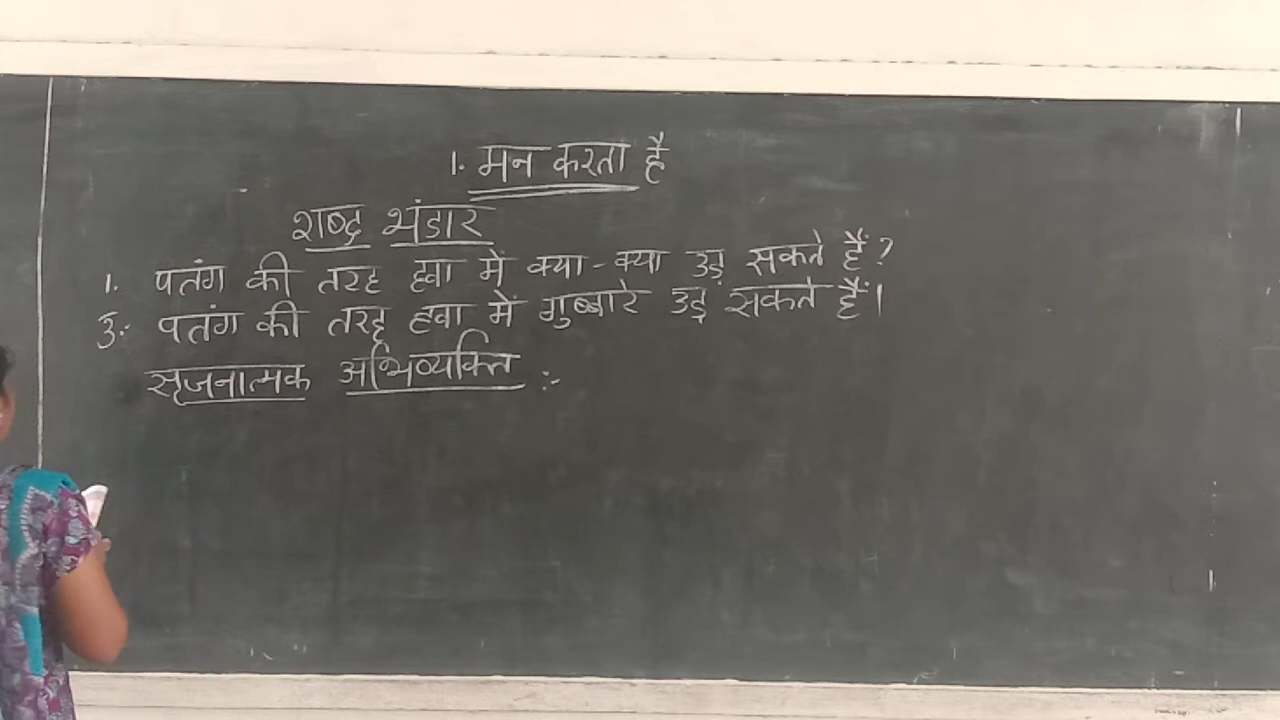 1. मन करता है
शब्द भंडार
1. पतंग की तरह हवा में क्या-क्या उड़ सकते हैं?
उ:- पतंग की तरह हवा में गुब्बारे उड़ सकते हैं।
सृजनात्मक अभिव्यक्ति :-